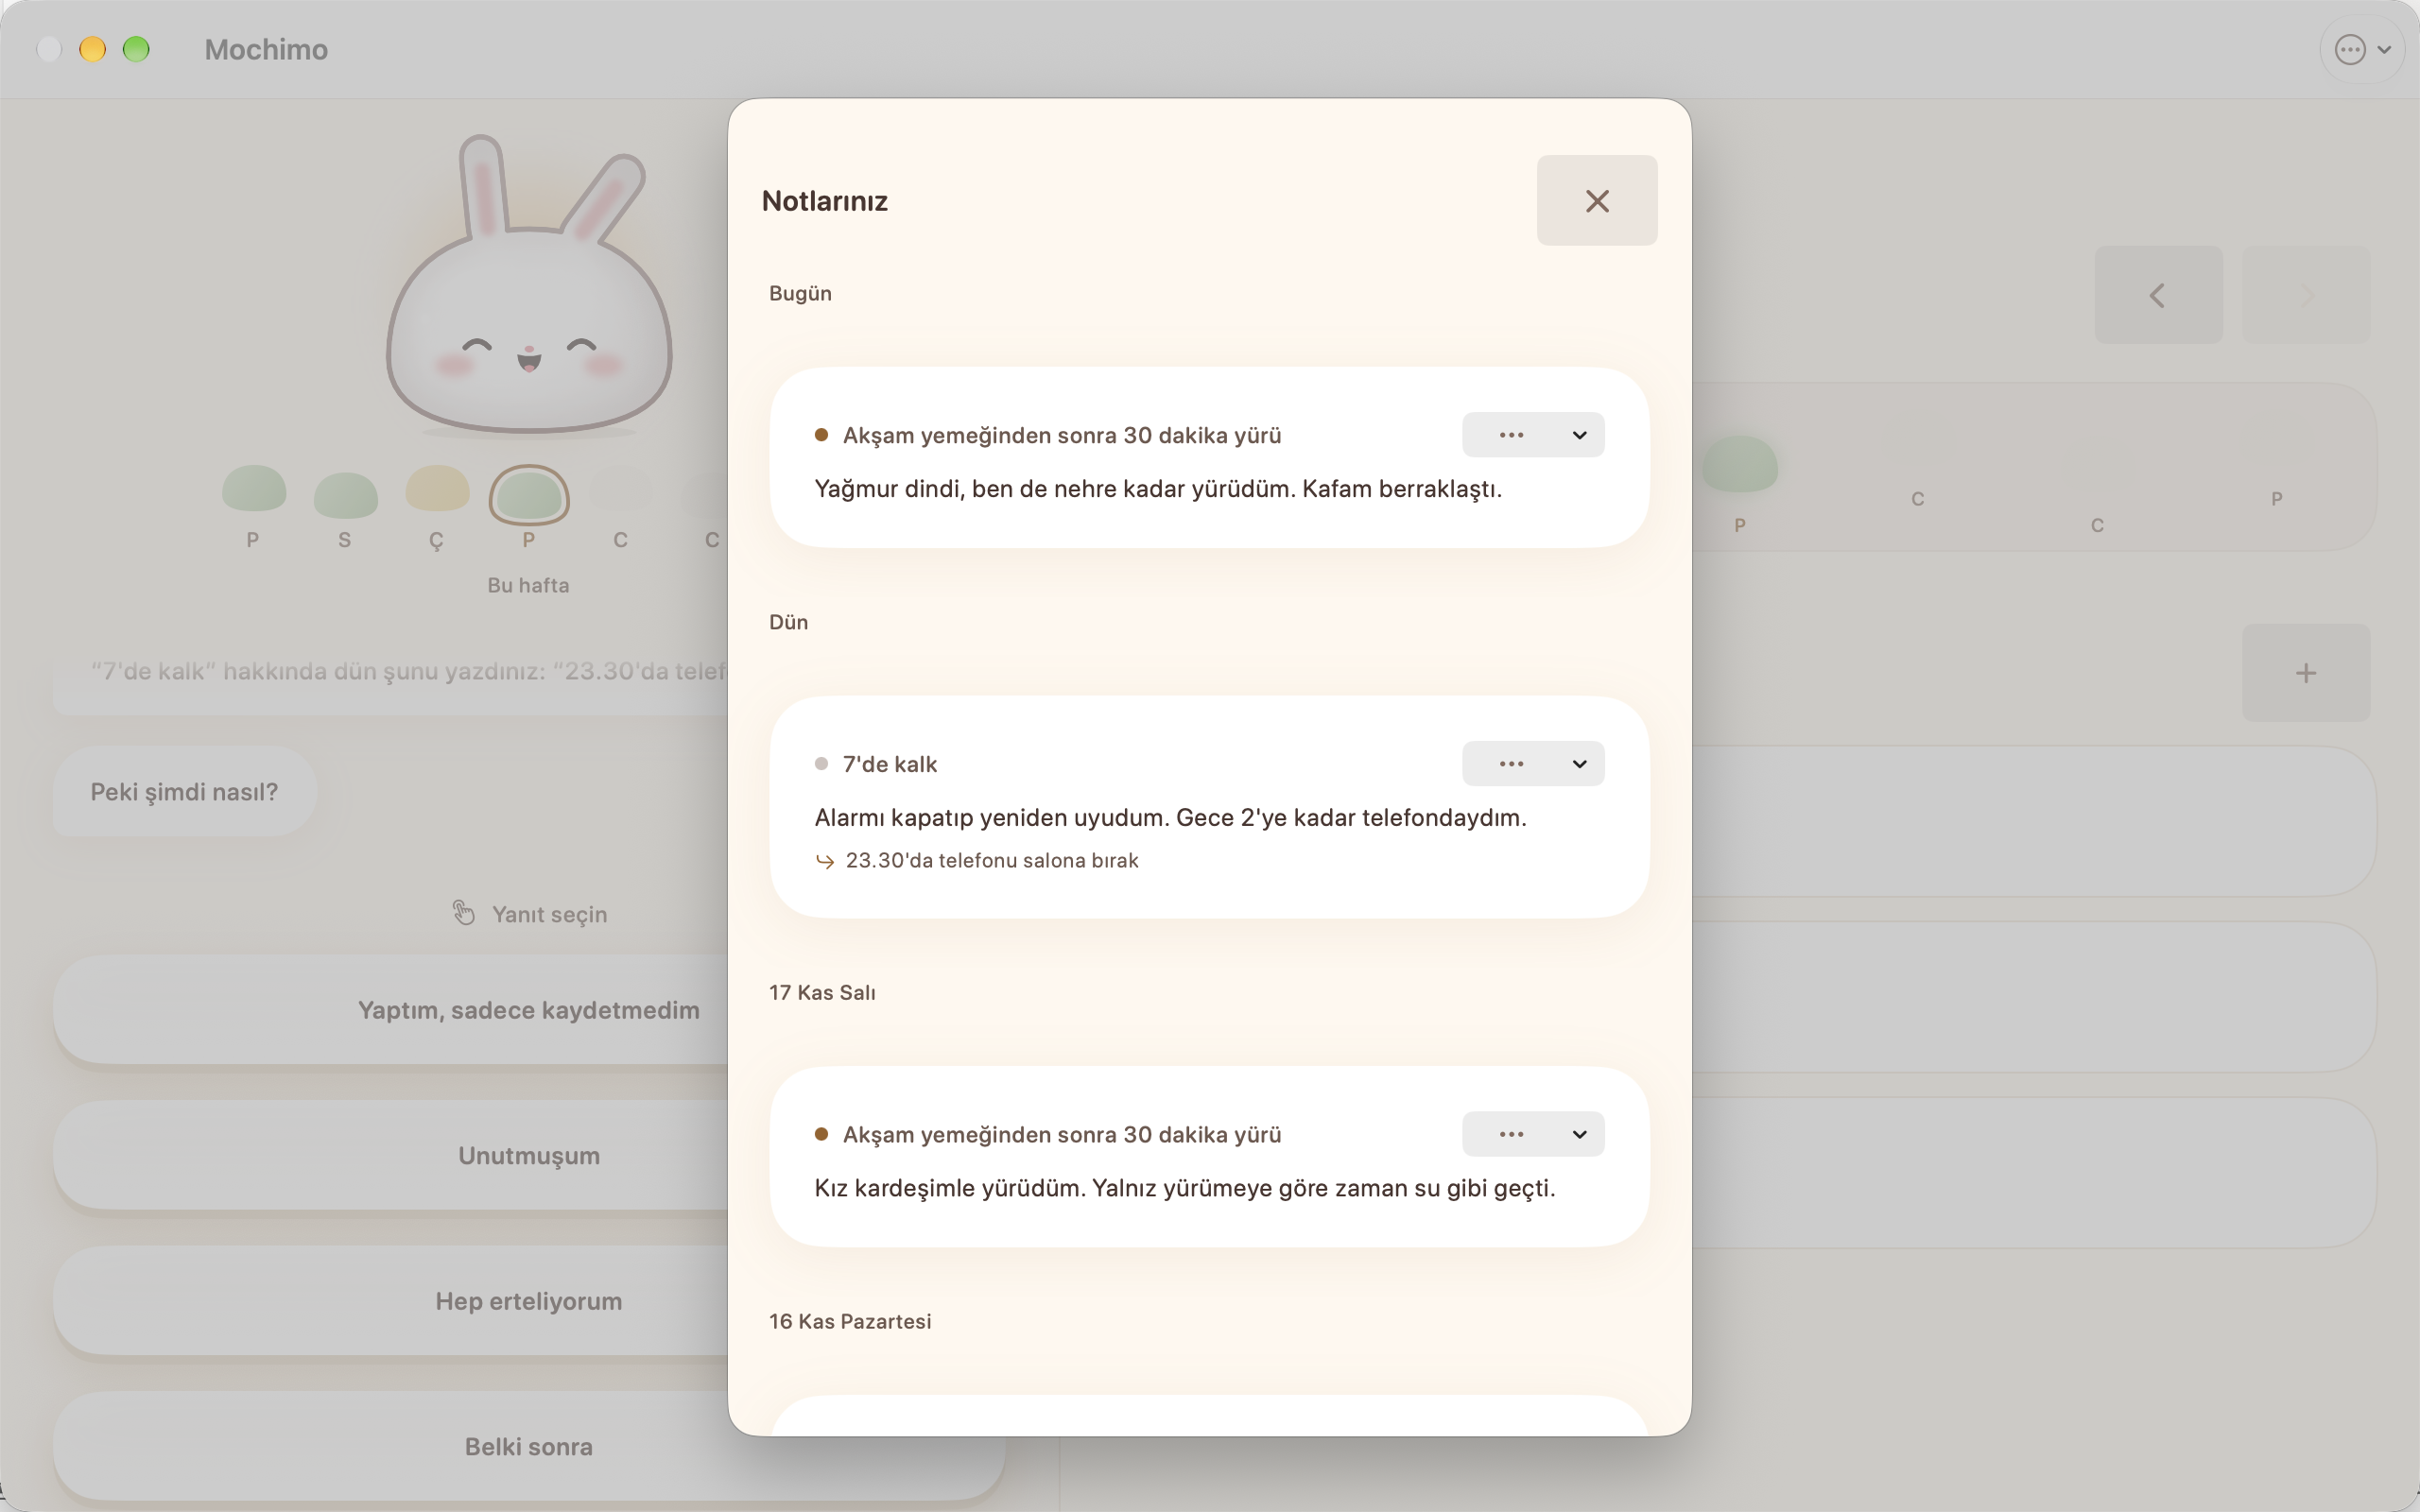 Mochimo
P S Ç P C C
Bu hafta
“7'de kalk” hakkında dün şunu yazdınız: “23.30'da
Peki şimdi nasıl?
Yanıt seçin
Yaptım, sadece kaydetmedim
Unutmuşum
Hep erteliyorum
Belki sonra
Notlarınız
Bugün
Akşam yemeğinden sonra 30 dakika yürü
Yağmur dindi, ben de nehre kadar yürüdüm. Kafam berraklaştı.
Dün
7'de kalk
Alarmı kapatıp yeniden uyudum. Gece 2'ye kadar telefondaydım.
23.30'da telefonu salona bırak
17 Kas Salı
Akşam yemeğinden sonra 30 dakika yürü
Kız kardeşimle yürüdüm. Yalnız yürümeye göre zaman su gibi geçti.
16 Kas Pazartesi
P C C P